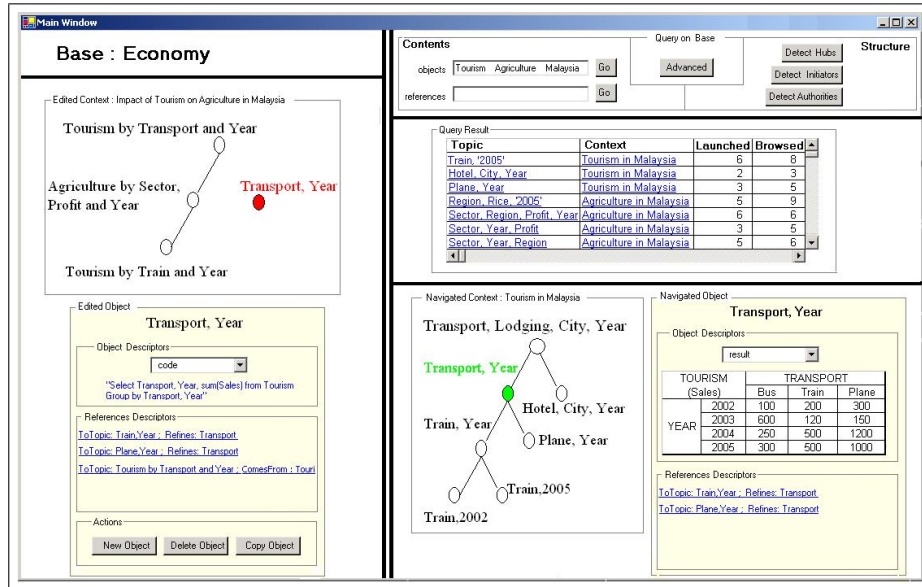 Main Window
Base : Economy
Edited Context : Impact of Tourism on Agriculture in Malaysia
Tourism by Transport and Year
Agriculture by Sector,
Profit and Year
Transport, Year
Tourism by Train and Year
Edited Object
Transport, Year
Object Descriptors
code
"Select Transport, Year, sum(Sales) from Tourism
Group by Transport, Year"
References Descriptors
ToTopic: Train,Year ; Refines: Transport
ToTopic: Plane,Year ; Refines: Transport
ToTopic: Tourism by Transport and Year ; ComesFrom : Touri
Actions
New Object Delete Object Copy Object
Contents
objects Tourism Agriculture Malaysia Go
references Go
Query on Base
Advanced
Structure
Detect Hubs
Detect Initiators
Detect Authorities
Query Result
Topic Context Launched Browsed
Train, '2005' Tourism in Malaysia 6 8
Hotel, City, Year Tourism in Malaysia 2 3
Plane, Year Tourism in Malaysia 3 5
Region, Rice, '2005' Agriculture in Malaysia 5 9
Sector, Region, Profit, Year Agriculture in Malaysia 6 6
Sector, Year, Profit Agriculture in Malaysia 3 5
Sector, Year, Region Agriculture in Malaysia 5 6
Navigated Context : Tourism in Malaysia
Transport, Lodging, City, Year
Transport, Year
Hotel, City, Year
Train, Year
Plane, Year
Train,2005
Train,2002
Navigated Object
Transport, Year
Object Descriptors
result
TOURISM TRANSPORT
(Sales) Bus Train Plane
YEAR
2002 100 200 300
2003 600 120 150
2004 250 500 1200
2005 300 500 1000
References Descriptors
ToTopic: Train,Year ; Refines: Transport
ToTopic: Plane,Year ; Refines: Transport